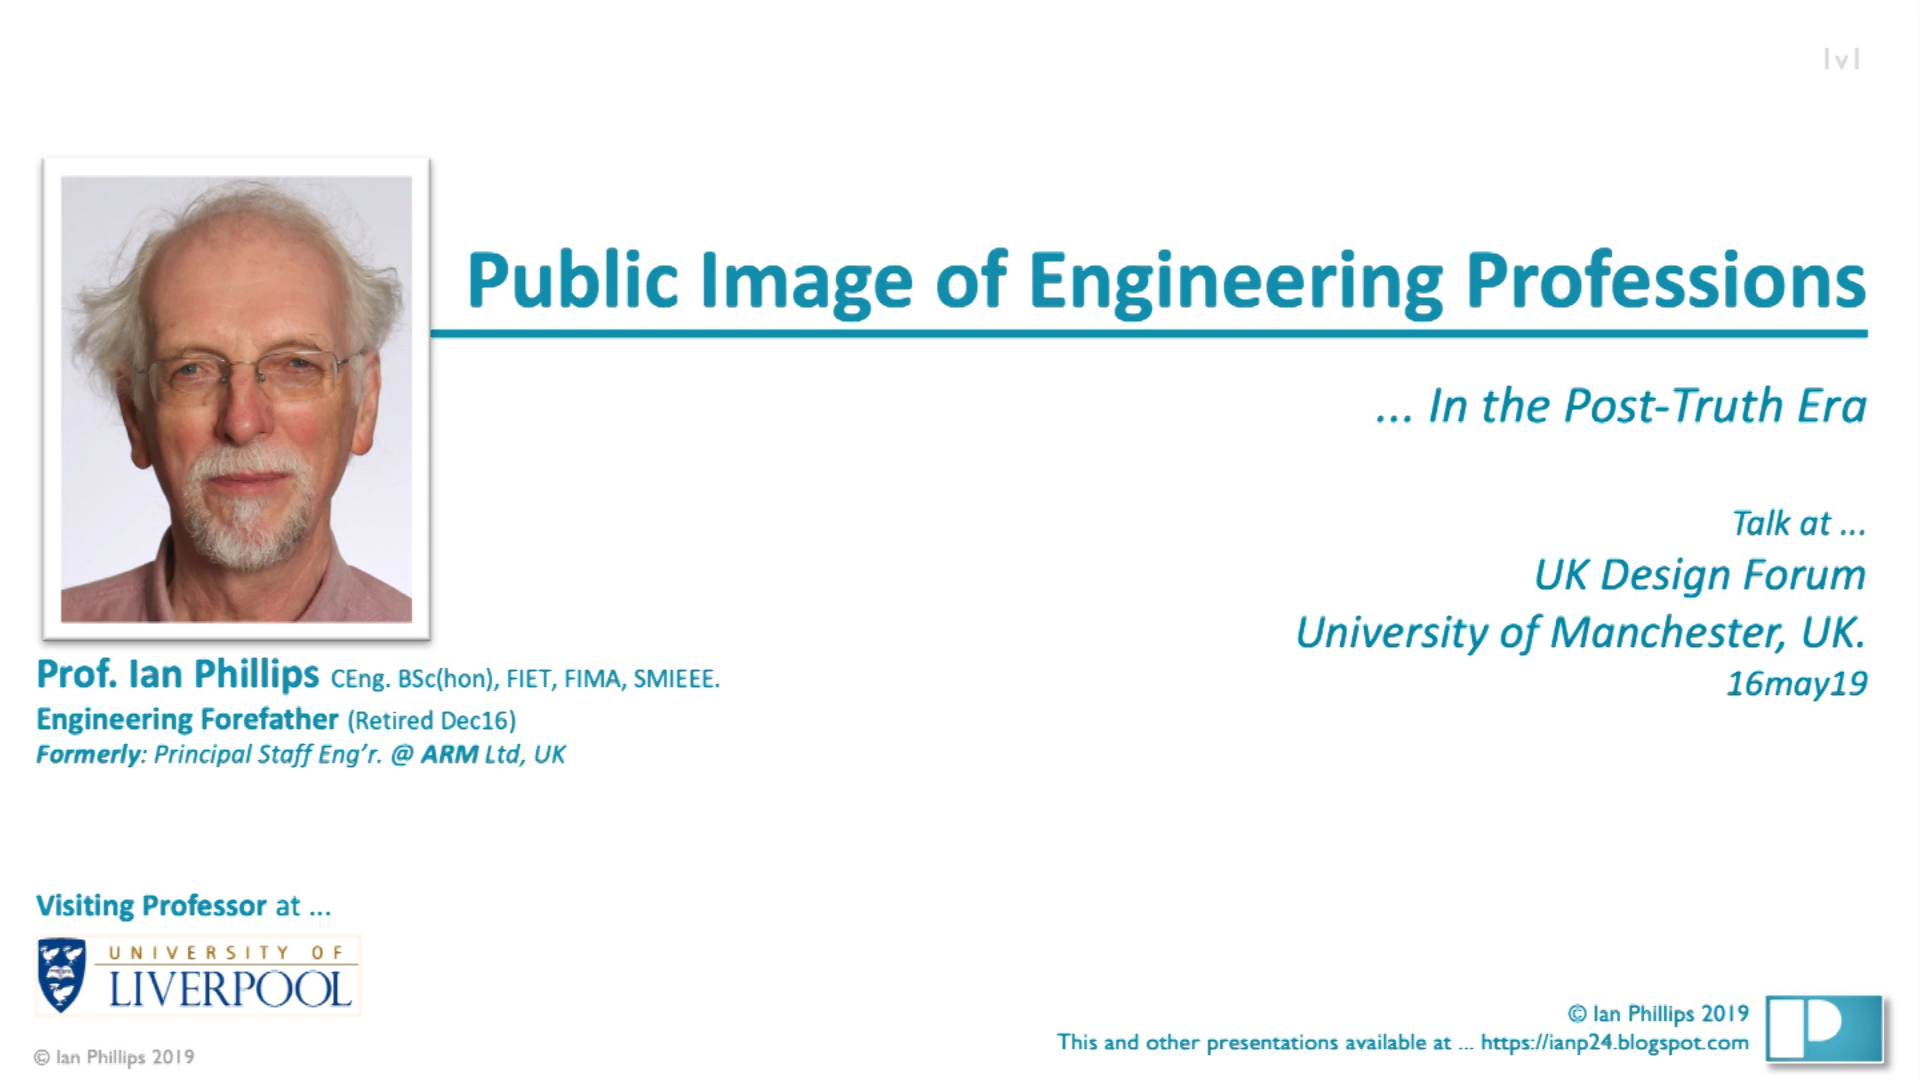 1v1
Public Image of Engineering Professions
... In the Post-Truth Era
Talk at ...
UK Design Forum
University of Manchester, UK.
16may19
Prof. Ian Phillips CEng. BSc(hon), FIET, FIMA, SMIEEE.
Engineering Forefather (Retired Dec16)
Formerly: Principal Staff Eng'r. @ ARM Ltd, UK
Visiting Professor at ...
UNIVERSITY OF
LIVERPOOL
© Ian Phillips 2019
This and other presentations available at ... https://ianp24.blogspot.com
P
© Ian Phillips 2019